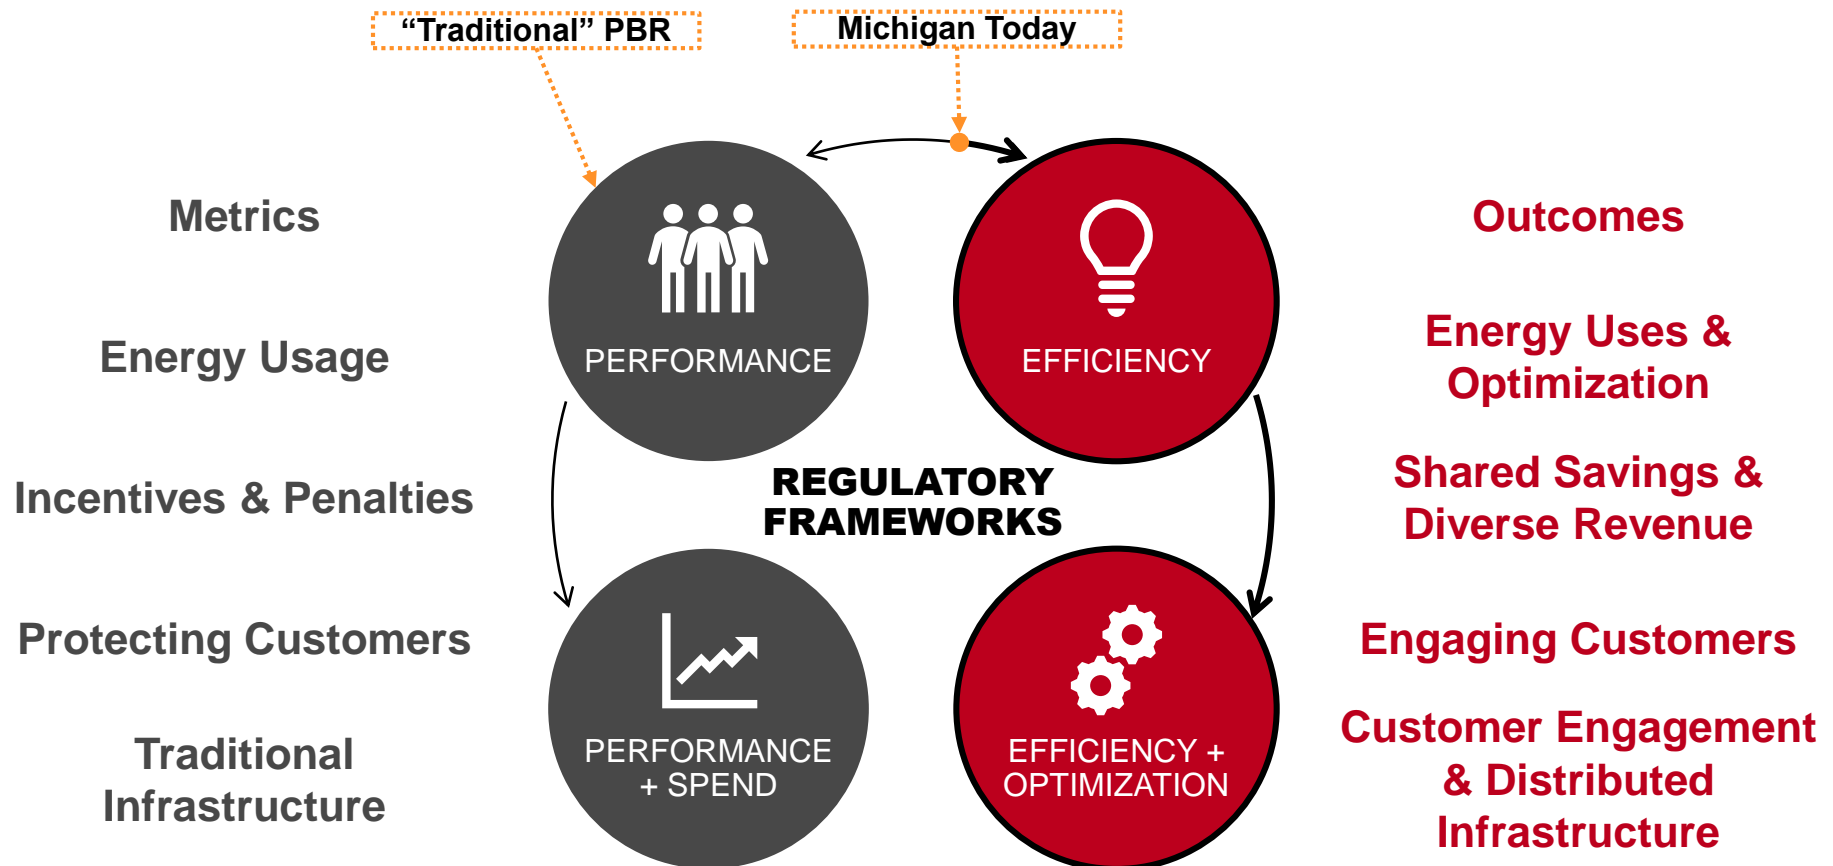 “Traditional” PBR
Michigan Today
Metrics
Energy Usage
Incentives & Penalties
Protecting Customers
Traditional
Infrastructure
PERFORMANCE
EFFICIENCY
REGULATORY
FRAMEWORKS
PERFORMANCE
+ SPEND
EFFICIENCY +
OPTIMIZATION
Outcomes
Energy Uses &
Optimization
Shared Savings &
Diverse Revenue
Engaging Customers
Customer Engagement
& Distributed
Infrastructure